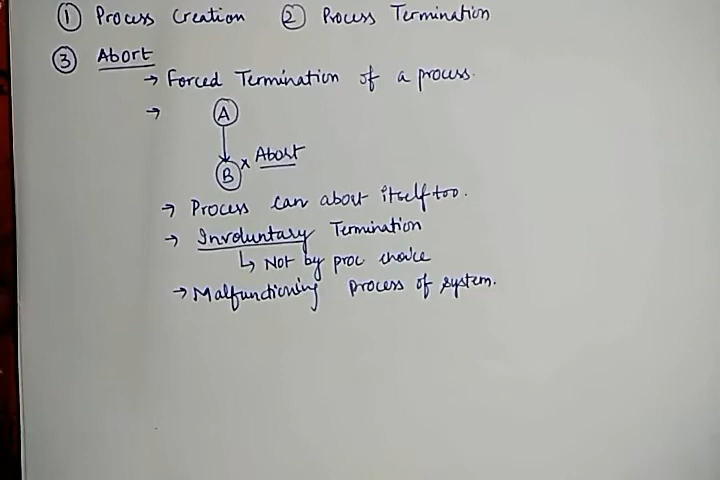 ① Process Creation ② Process Termination
③ Abort
→ Forced Termination of a process.
→ A
B x Abort
→ Process can about itself too.
→ Involuntary Termination
↳ Not by proc choice
→ Malfunctioning process of system.